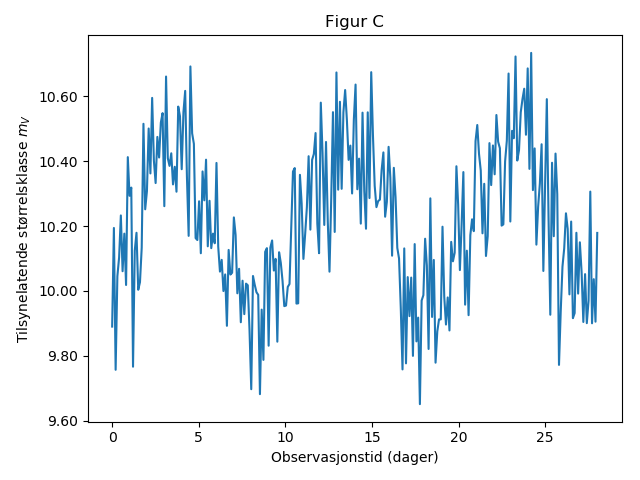 Figur C
Tilsynelatende størrelsklasse $m_V$
10.60
10.40
10.20
10.00
9.80
9.60
0 5 10 15 20 25
Observasjonstid (dager)